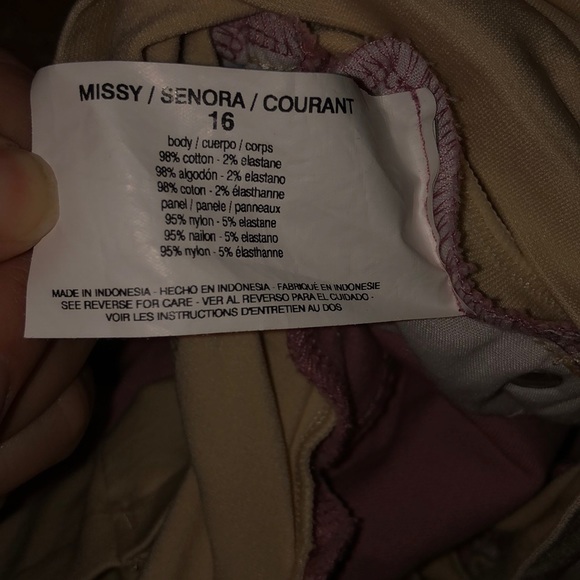 MISSY / SENORA / COURANT
16
body / cuerpo / corps
98% cotton - 2% elastane
98% algodón - 2% elastano
98% coton - 2% élasthanne
panel / panele / panneaux
95% nylon - 5% elastane
95% nailon - 5% elastano
95% nylon - 5% élasthanne
MADE IN INDONESIA - HECHO EN INDONESIA - FABRIQUÉ EN INDONÉSIE
SEE REVERSE FOR CARE - VER AL REVERSO PARA EL CUIDADO -
VOIR LES INSTRUCTIONS D'ENTRETIEN AU DOS